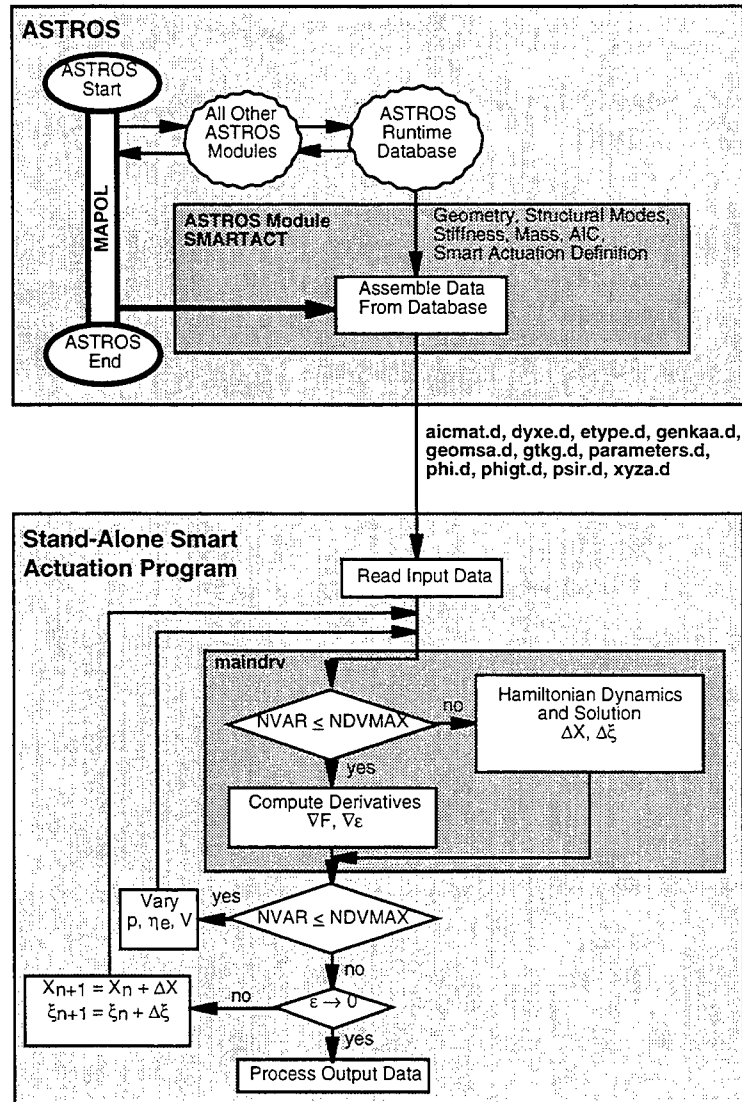 ASTROS
ASTROS
Start
All Other
ASTROS
Modules
ASTROS
Runtime
Database
MAPOL
ASTROS Module
SMARTACT
Geometry, Structural Modes,
Stiffness, Mass, AIC,
Smart Actuation Definition
Assemble Data
From Database
ASTROS
End
aicmat.d, dyxe.d, etype.d, genkaa.d,
geomsa.d, gtkg.d, parameters.d,
phi.d, phigt.d, psir.d, xyza.d
Stand-Alone Smart
Actuation Program
Read Input Data
maindrv
NVAR ≤ NDVMAX
no
Hamiltonian Dynamics
and Solution
ΔX, Δξ
yes
Compute Derivatives
∇F, ∇ε
Vary
p, ηe, V
yes
NVAR ≤ NDVMAX
no
Xn+1 = Xn + ΔX
ξn+1 = ξn + Δξ
no
ε → 0
yes
Process Output Data